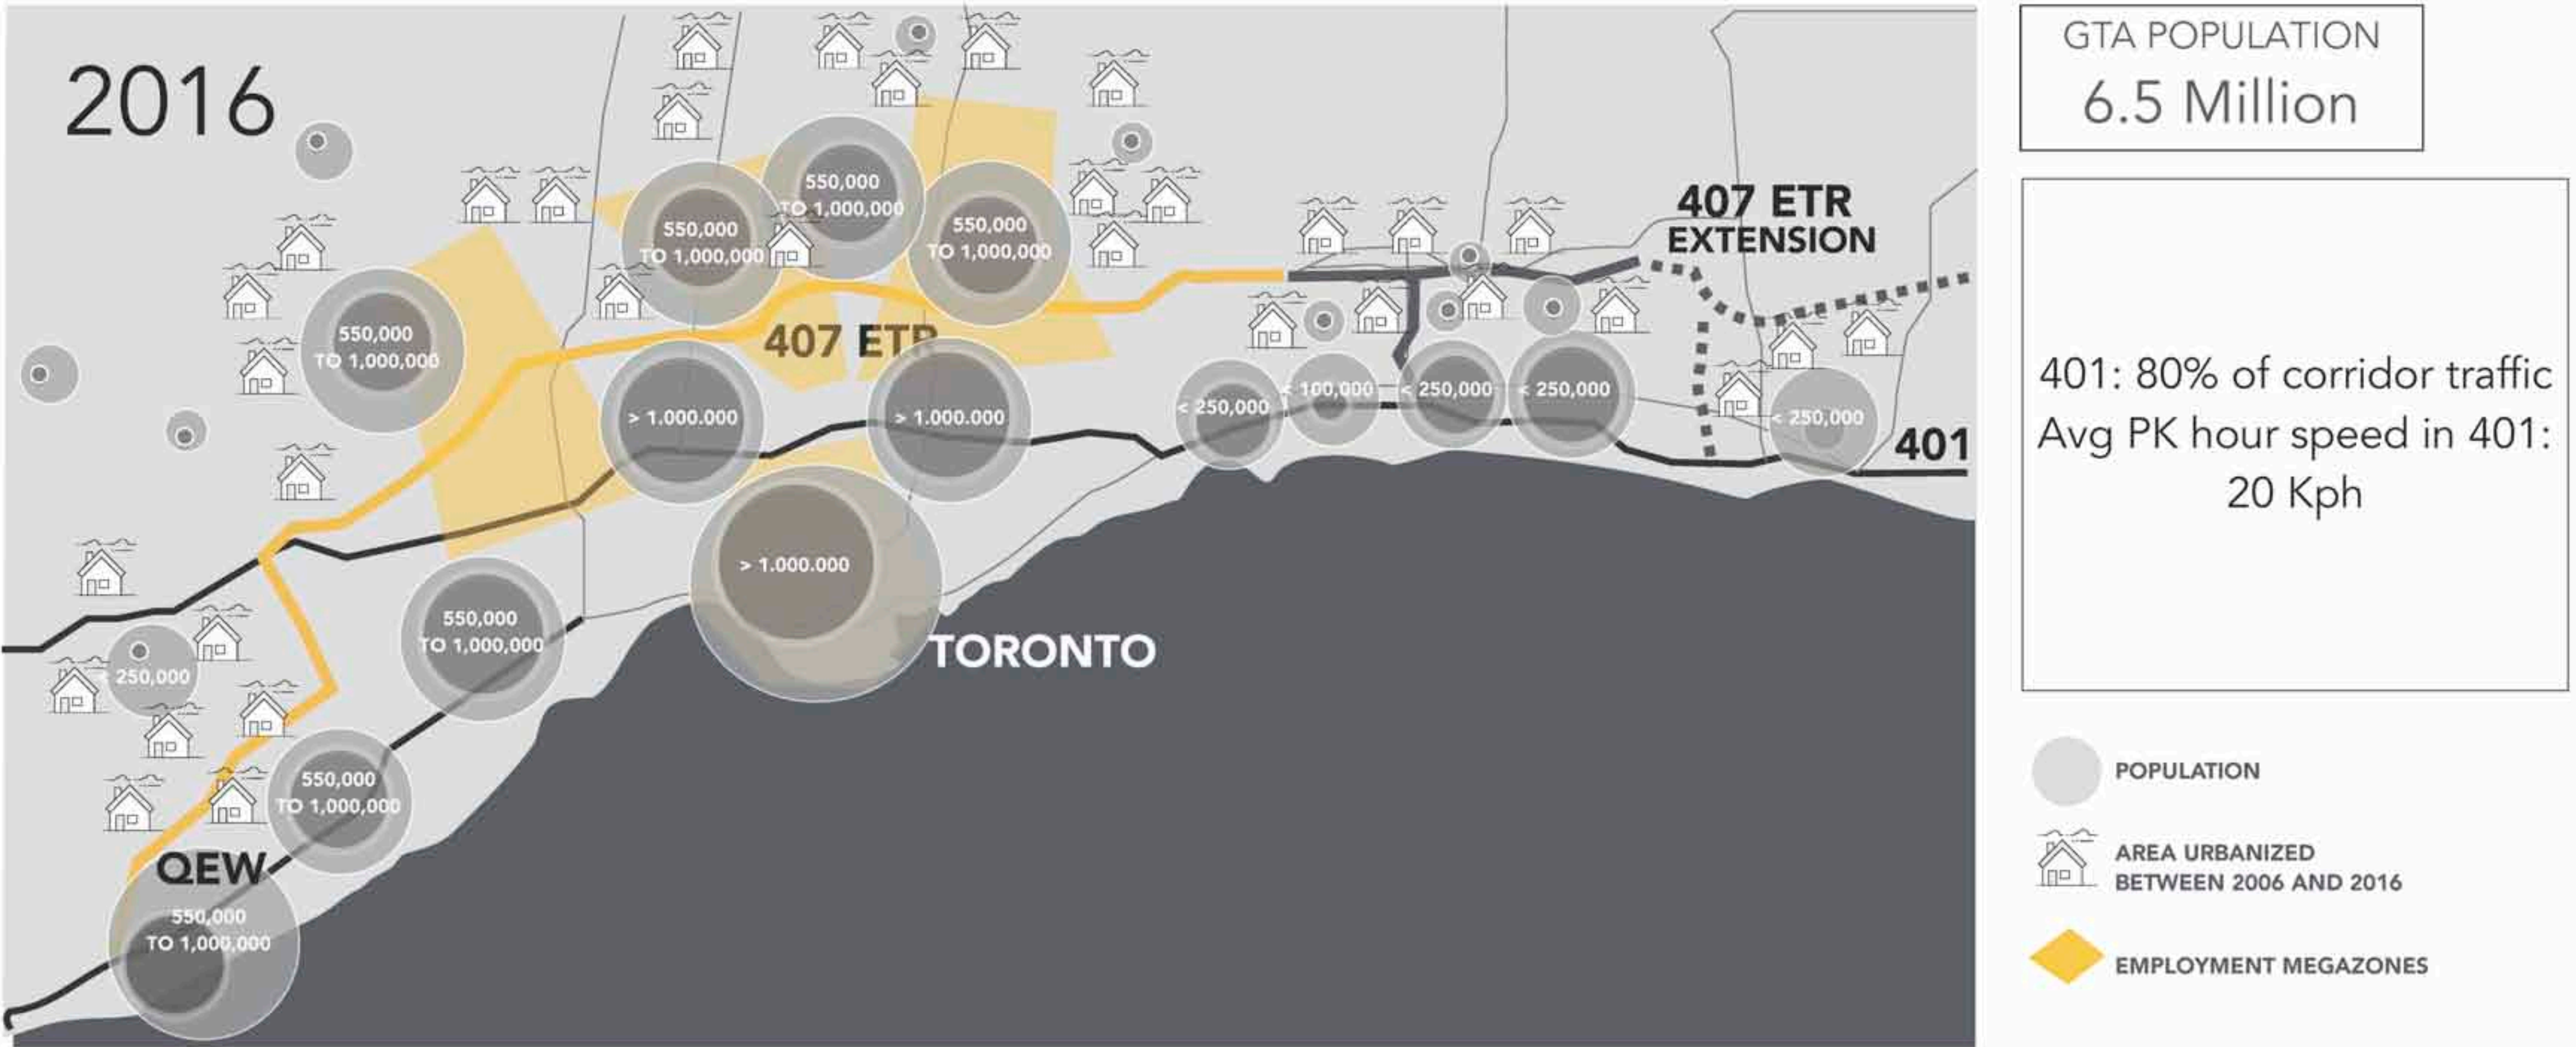 2016
GTA POPULATION
6.5 Million
401: 80% of corridor traffic
Avg PK hour speed in 401:
20 Kph
550,000
TO 1,000,000
550,000
TO 1,000,000
550,000
TO 1,000,000
407 ETR
EXTENSION
550,000
TO 1,000,000
407 ETR
> 1.000.000
> 1.000.000
< 250,000
< 100,000
< 250,000
< 250,000
< 250,000
401
> 1.000.000
550,000
TO 1,000,000
TORONTO
< 250,000
550,000
TO 1,000,000
QEW
550,000
TO 1,000,000
POPULATION
AREA URBANIZED
BETWEEN 2006 AND 2016
EMPLOYMENT MEGAZONES